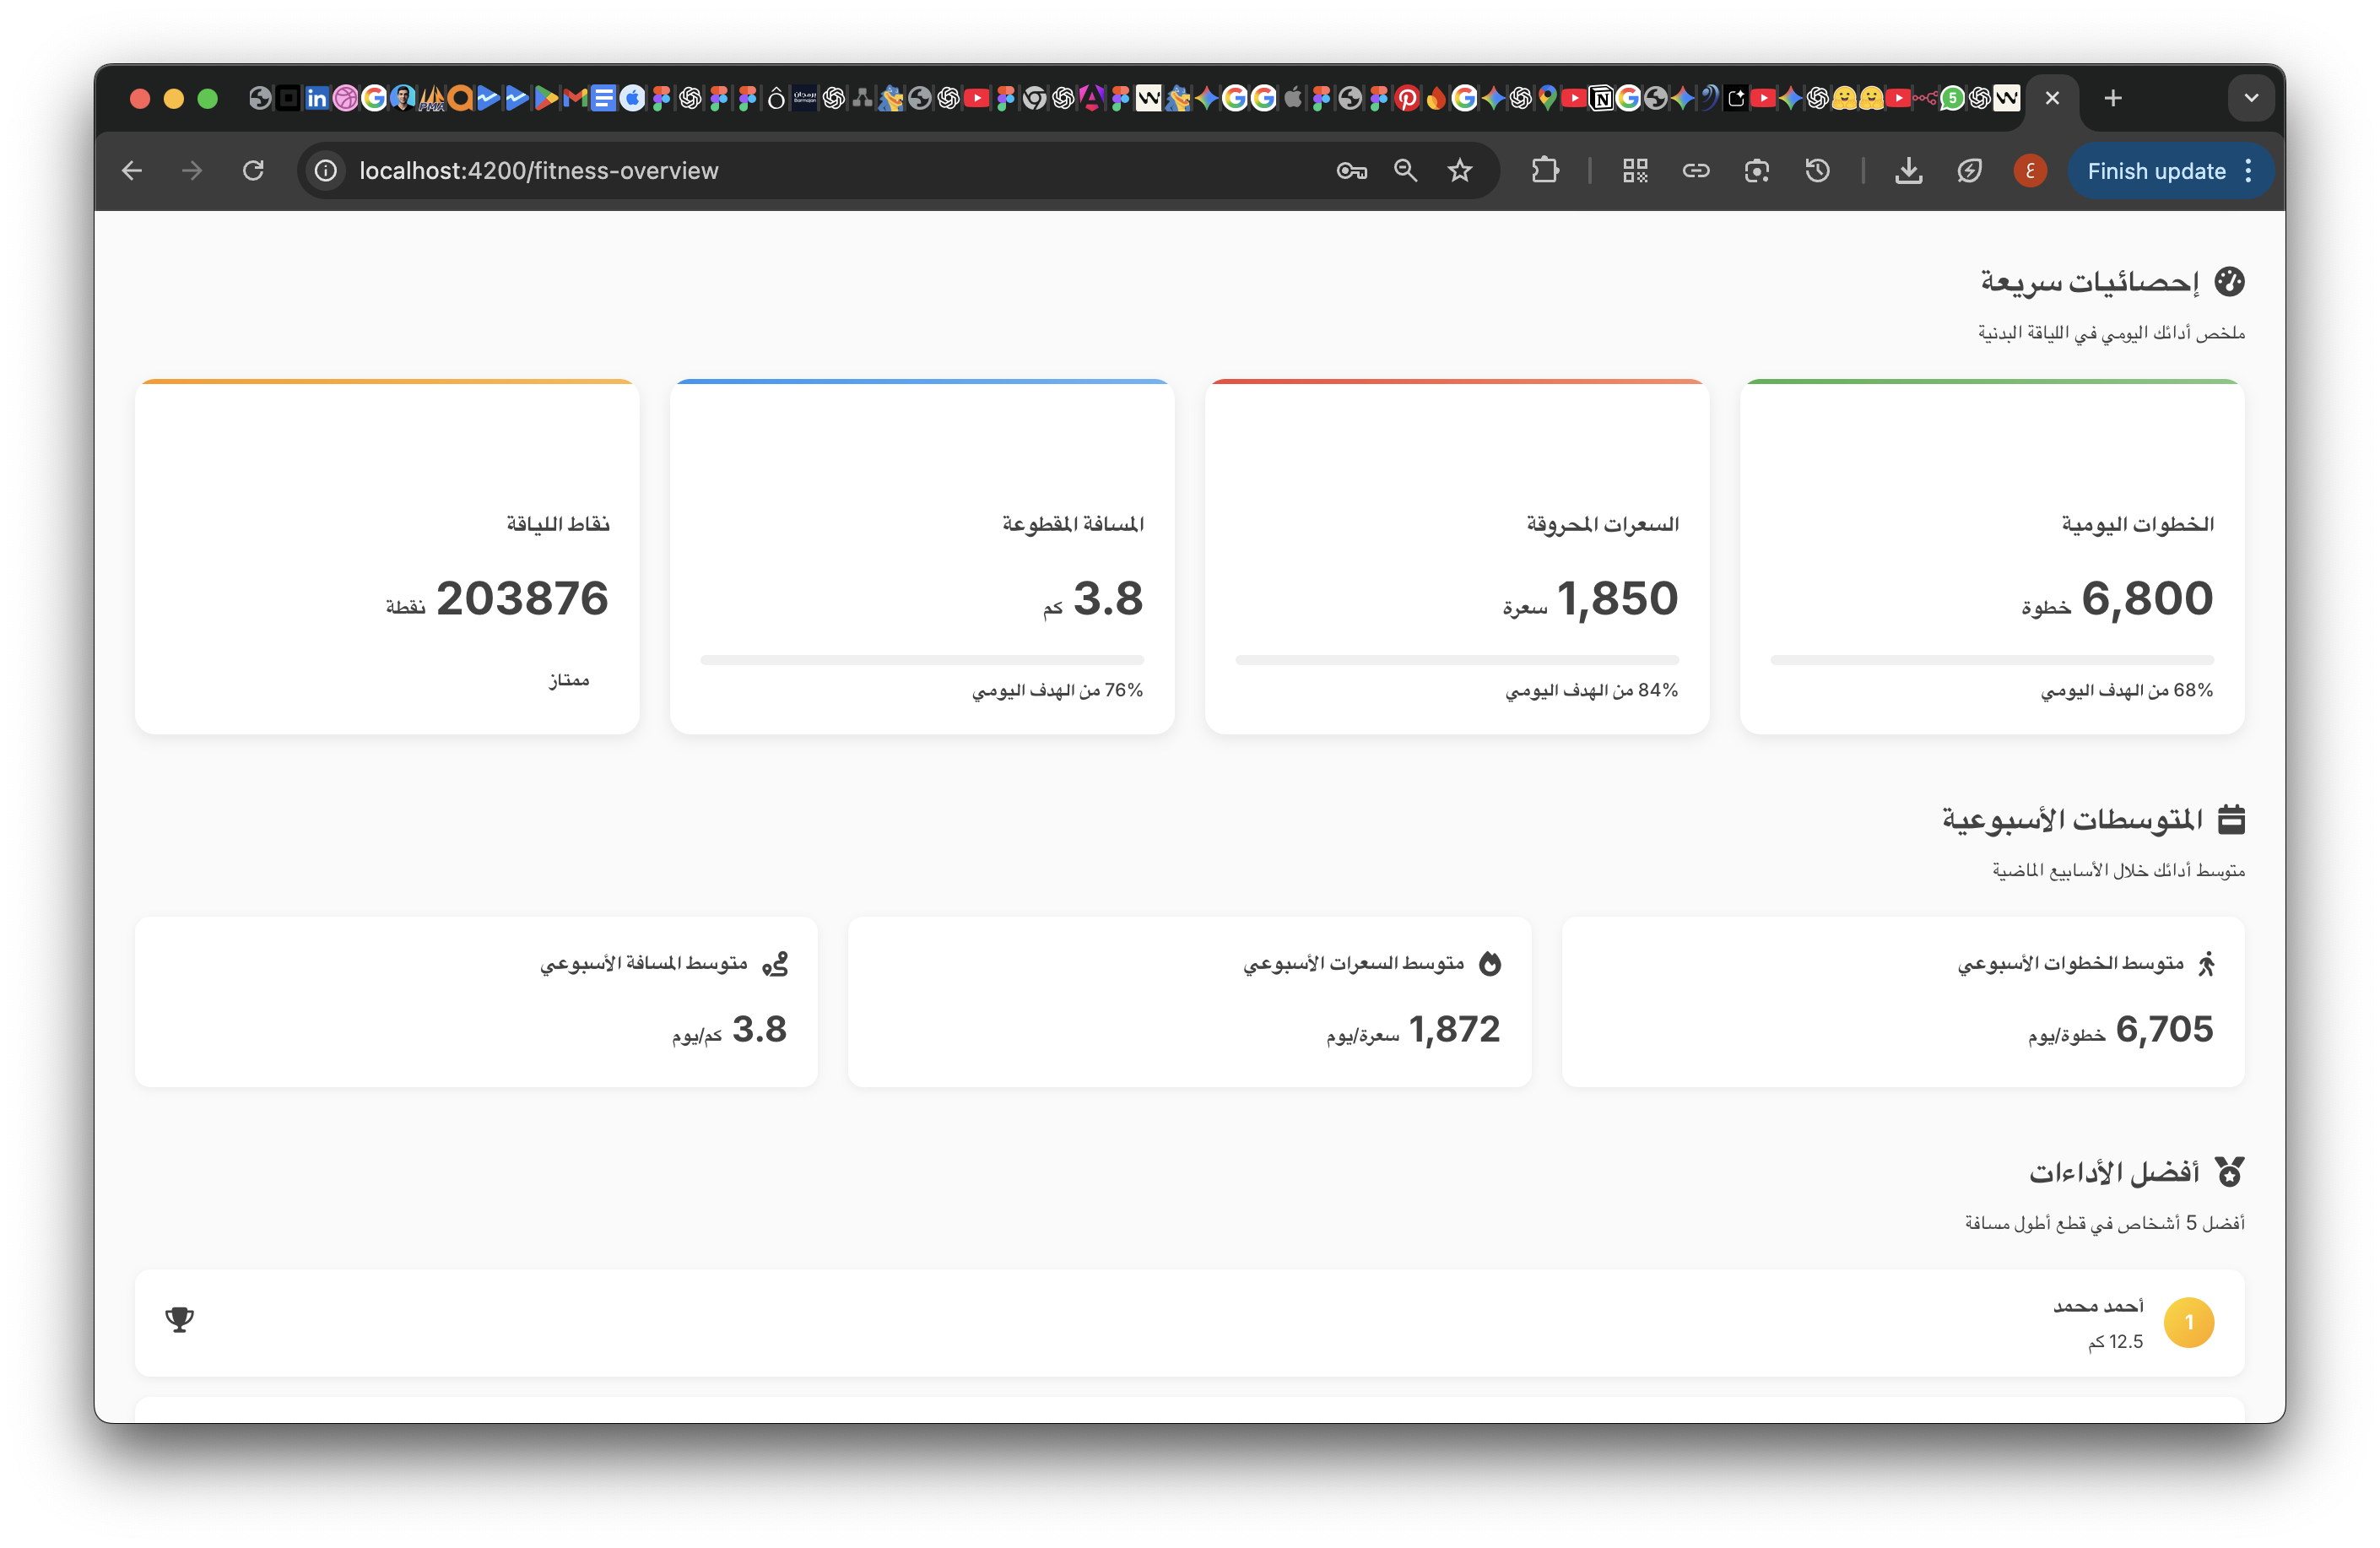 localhost:4200/fitness-overview
Finish update
إحصائيات سريعة
ملخص أدائك اليومي في اللياقة البدنية
الخطوات اليومية
6,800 خطوة
68% من الهدف اليومي
السعرات المحروقة
1,850 سعرة
84% من الهدف اليومي
المسافة المقطوعة
3.8 كم
76% من الهدف اليومي
نقاط اللياقة
203876 نقطة
ممتاز
المتوسطات الأسبوعية
متوسط أدائك خلال الأسابيع الماضية
متوسط الخطوات الأسبوعي
6,705 خطوة/يوم
متوسط السعرات الأسبوعي
1,872 سعرة/يوم
متوسط المسافة الأسبوعي
3.8 كم/يوم
أفضل الأداءات
أفضل 5 أشخاص في قطع أطول مسافة
1
أحمد محمد
12.5 كم